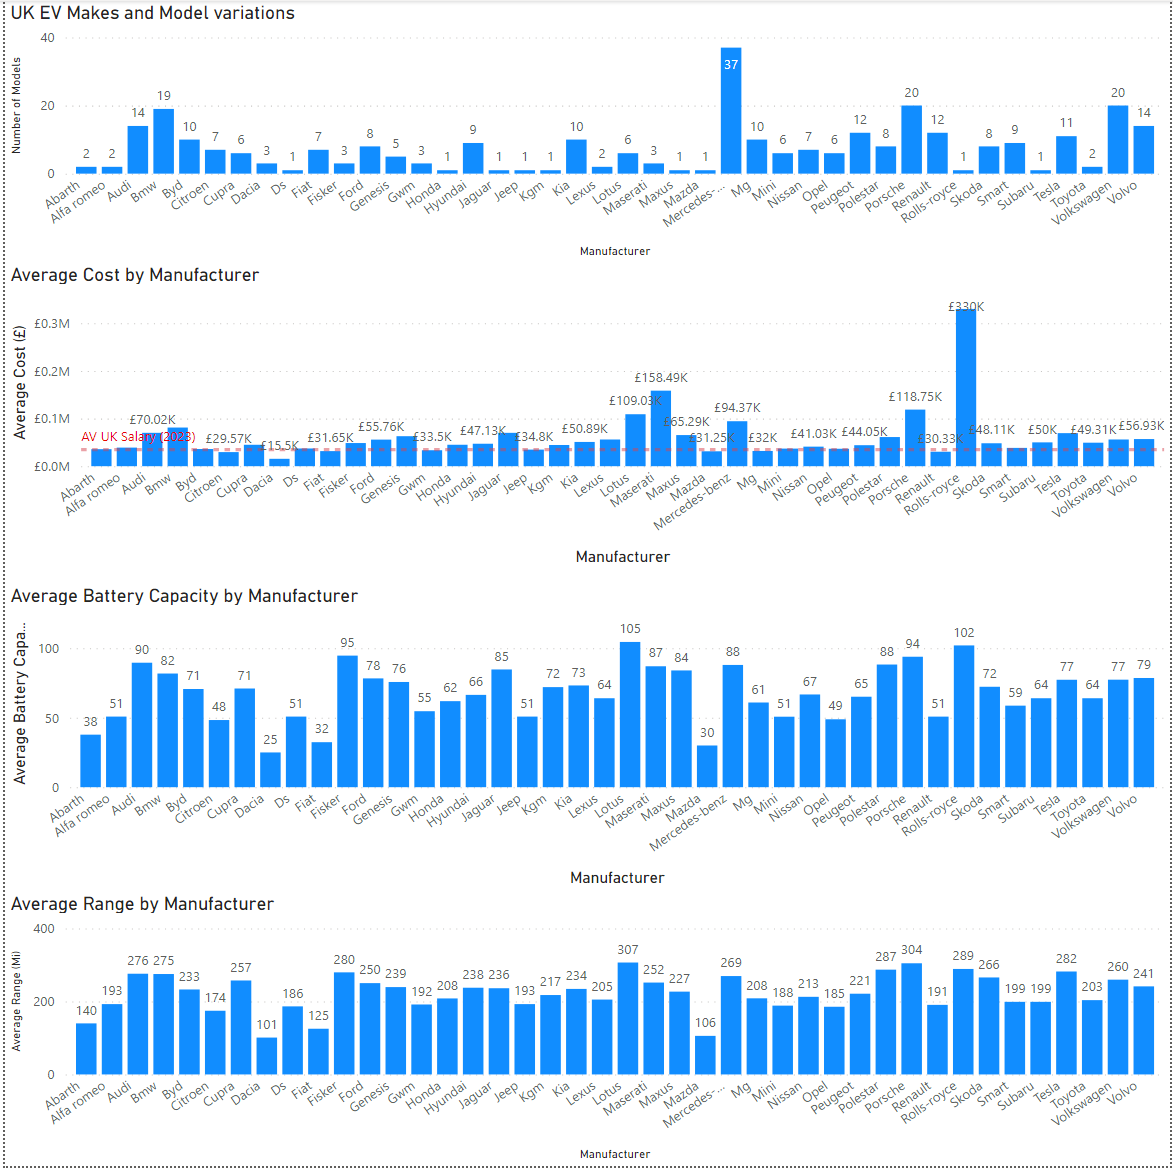 UK EV Makes and Model variations
Number of Models
40
20
0
2 2 14 19 10 7 6 3 1 7 3 8 5 3 1 9 1 1 1 10 2 6 3 1 1 37 10 6 7 6 12 8 20 12 1 8 9 1 11 2 20 14
Abarth Alfa romeo Audi Bmw Byd Citroen Cupra Dacia Ds Fiat Fisker Ford Genesis Gwm Honda Hyundai Jaguar Jeep Kgm Kia Lexus Lotus Maserati Maxus Mazda Mercedes-... Mg Mini Nissan Opel Peugeot Polestar Porsche Renault Rolls-royce Skoda Smart Subaru Tesla Toyota Volkswagen Volvo
Manufacturer
Average Cost by Manufacturer
Average Cost (£)
£0.3M
£0.2M
£0.1M
£0.0M
AV UK Salary (2023)
£70.02K £29.57K £15.5K £31.65K £55.76K £33.5K £47.13K £34.8K £50.89K £109.03K £158.49K £65.29K £31.25K £94.37K £32K £41.03K £44.05K £118.75K £30.33K £330K £48.11K £50K £49.31K £56.93K
Abarth Alfa romeo Audi Bmw Byd Citroen Cupra Dacia Ds Fiat Fisker Ford Genesis Gwm Honda Hyundai Jaguar Jeep Kgm Kia Lexus Lotus Maserati Maxus Mazda Mercedes-benz Mg Mini Nissan Opel Peugeot Polestar Porsche Renault Rolls-royce Skoda Smart Subaru Tesla Toyota Volkswagen Volvo
Manufacturer
Average Battery Capacity by Manufacturer
Average Battery Capa...
100
50
0
38 51 90 82 71 48 71 25 51 32 95 78 76 55 62 66 85 51 72 73 64 105 87 84 30 88 61 51 67 49 65 88 94 51 102 72 59 64 77 64 77 79
Abarth Alfa romeo Audi Bmw Byd Citroen Cupra Dacia Ds Fiat Fisker Ford Genesis Gwm Honda Hyundai Jaguar Jeep Kgm Kia Lexus Lotus Maserati Maxus Mazda Mercedes-benz Mg Mini Nissan Opel Peugeot Polestar Porsche Renault Rolls-royce Skoda Smart Subaru Tesla Toyota Volkswagen Volvo
Manufacturer
Average Range by Manufacturer
Average Range (Mi)
400
200
0
140 193 276 275 233 174 257 101 186 125 280 250 239 192 208 238 236 193 217 234 205 307 252 227 106 269 208 188 213 185 221 287 304 191 289 266 199 199 282 203 260 241
Abarth Alfa romeo Audi Bmw Byd Citroen Cupra Dacia Ds Fiat Fisker Ford Genesis Gwm Honda Hyundai Jaguar Jeep Kgm Kia Lexus Lotus Maserati Maxus Mazda Mercedes-... Mg Mini Nissan Opel Peugeot Polestar Porsche Renault Rolls-royce Skoda Smart Subaru Tesla Toyota Volkswagen Volvo
Manufacturer